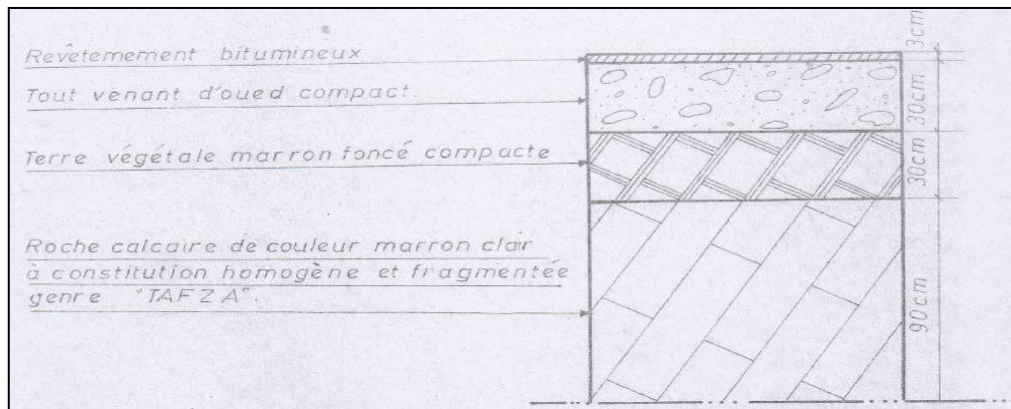 Revêtemement bitumineux
Tout venant d'oued compact.
Terre végétale marron foncé compacte
Roche calcaire de couleur marron clair
à constitution homogène et fragmentée
genre "TAFZA".
3cm
30cm
30cm
90cm